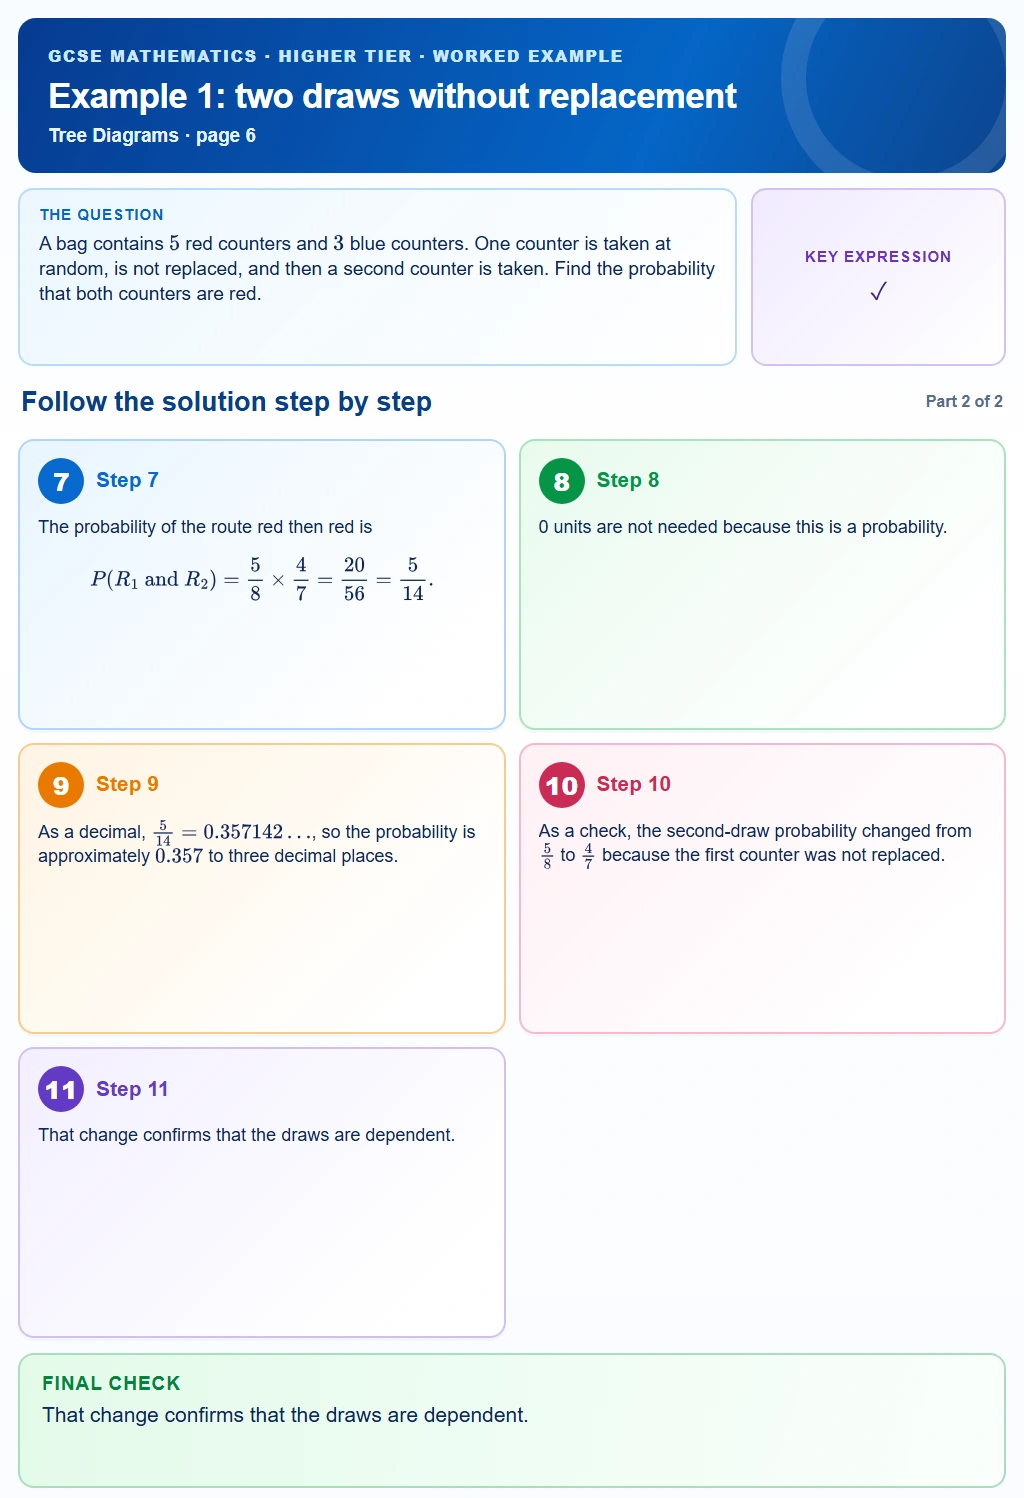 GCSE MATHEMATICS · HIGHER TIER · WORKED EXAMPLE
Example 1: two draws without replacement
Tree Diagrams · page 6
THE QUESTION
A bag contains 5 red counters and 3 blue counters. One counter is taken at
random, is not replaced, and then a second counter is taken. Find the probability
that both counters are red.
KEY EXPRESSION
✓
Follow the solution step by step
Part 2 of 2
7 Step 7
The probability of the route red then red is
P(R₁ and R₂) = 5/8 × 4/7 = 20/56 = 5/14.
8 Step 8
0 units are not needed because this is a probability.
9 Step 9
As a decimal, 5/14 = 0.357142..., so the probability is
approximately 0.357 to three decimal places.
10 Step 10
As a check, the second-draw probability changed from
5/8 to 4/7 because the first counter was not replaced.
11 Step 11
That change confirms that the draws are dependent.
FINAL CHECK
That change confirms that the draws are dependent.